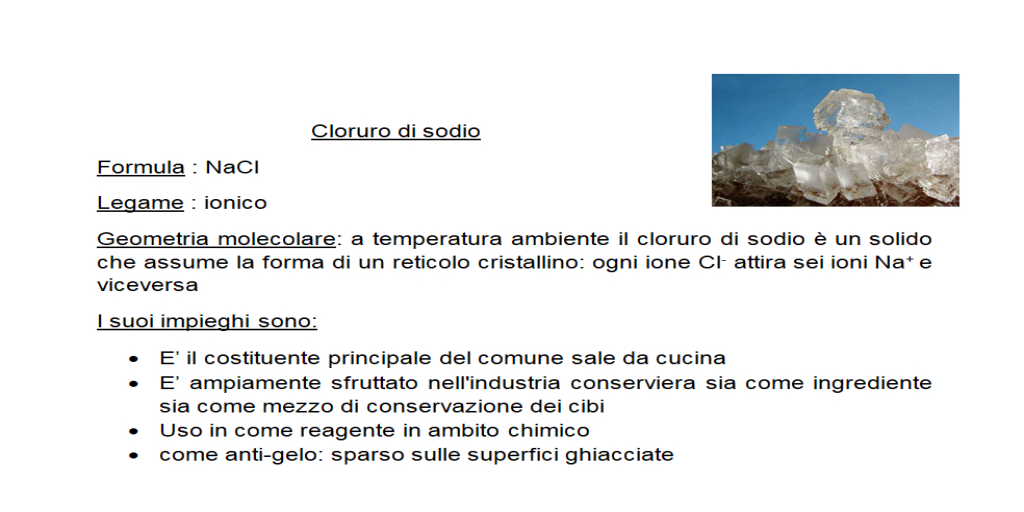 Cloruro di sodio
Formula : NaCl
Legame : ionico
Geometria molecolare: a temperatura ambiente il cloruro di sodio è un solido
che assume la forma di un reticolo cristallino: ogni ione Cl⁻ attira sei ioni Na⁺ e
viceversa
I suoi impieghi sono:
• E’ il costituente principale del comune sale da cucina
• E’ ampiamente sfruttato nell'industria conserviera sia come ingrediente
sia come mezzo di conservazione dei cibi
• Uso in come reagente in ambito chimico
• come anti-gelo: sparso sulle superfici ghiacciate